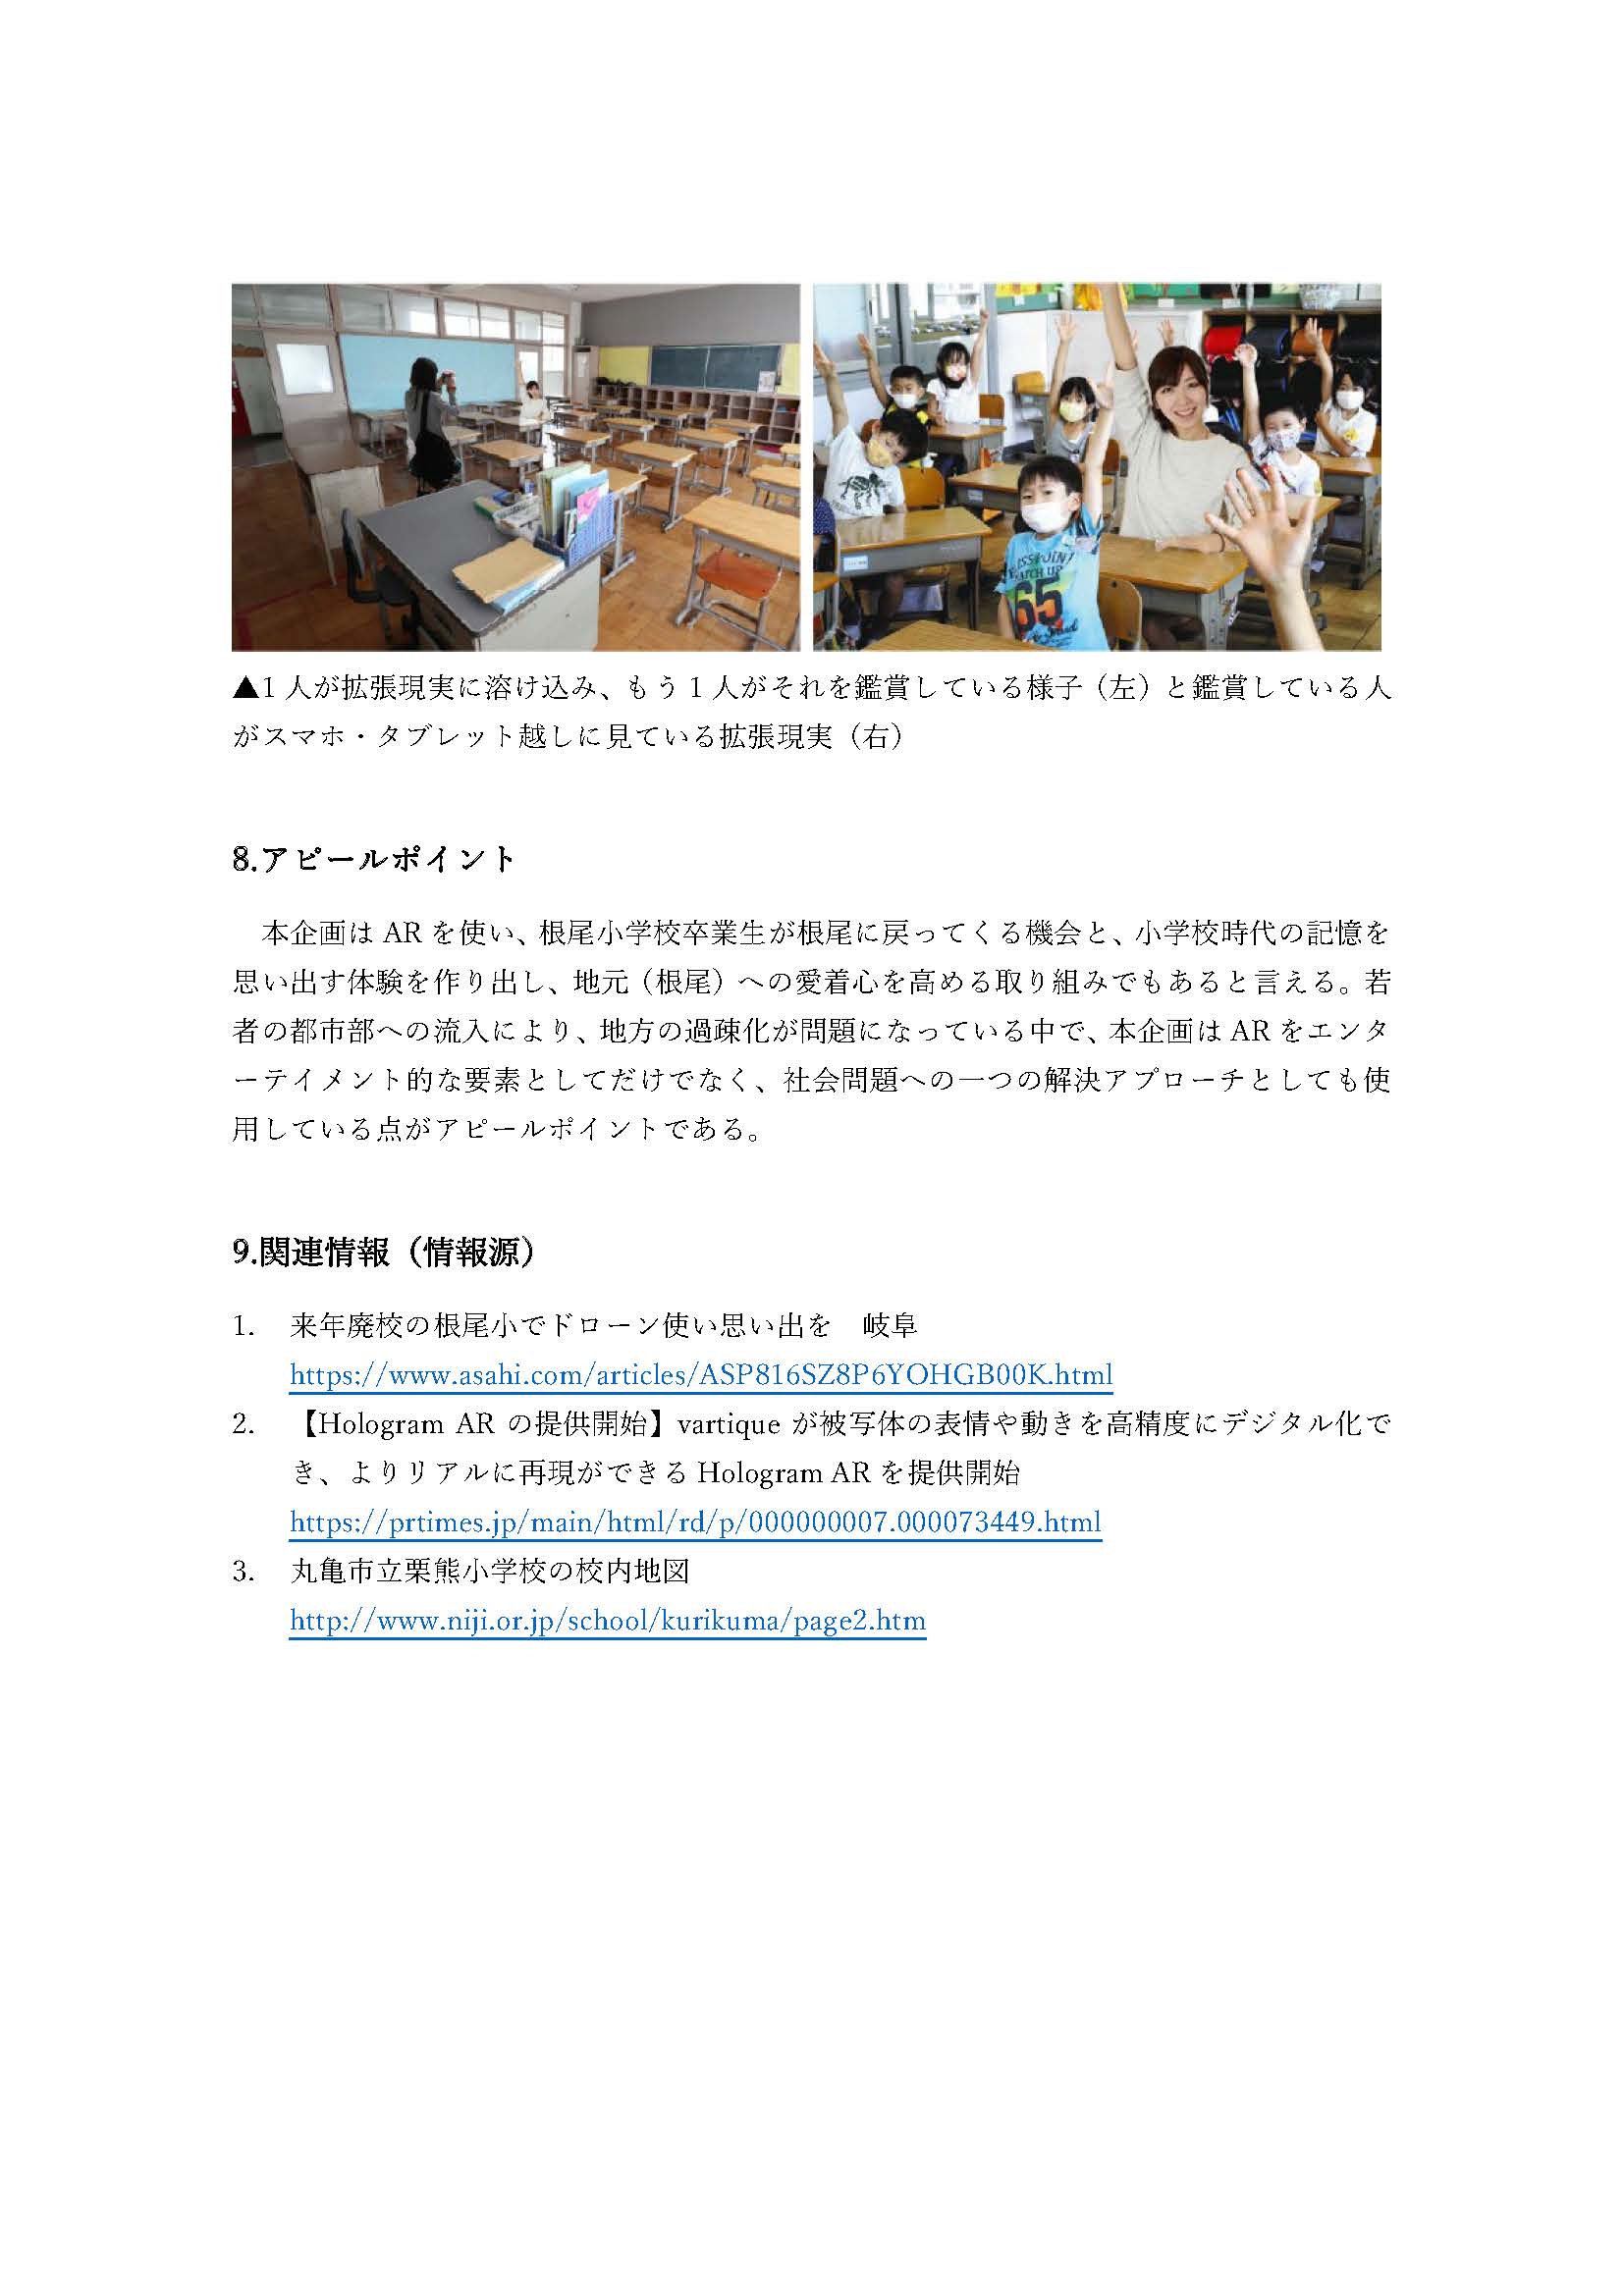 ▲1 人が拡張現実に溶け込み、もう 1 人がそれを鑑賞している様子（左）と鑑賞している人
がスマホ・タブレット越しに見ている拡張現実（右）
8.アピールポイント
本企画は AR を使い、根尾小学校卒業生が根尾に戻ってくる機会と、小学校時代の記憶を
思い出す体験を作り出し、地元（根尾）への愛着心を高める取り組みでもあると言える。若
者の都市部への流入により、地方の過疎化が問題になっている中で、本企画は AR をエンタ
ーテイメント的な要素としてだけでなく、社会問題への一つの解決アプローチとしても使
用している点がアピールポイントである。
9.関連情報（情報源）
1. 来年廃校の根尾小でドローン使い思い出を　岐阜
https://www.asahi.com/articles/ASP816SZ8P6YOHGB00K.html
2. 【Hologram AR の提供開始】vartique が被写体の表情や動きを高精度にデジタル化で
き、よりリアルに再現ができる Hologram AR を提供開始
https://prtimes.jp/main/html/rd/p/000000007.000073449.html
3. 丸亀市立栗熊小学校の校内地図
http://www.niji.or.jp/school/kurikuma/page2.htm